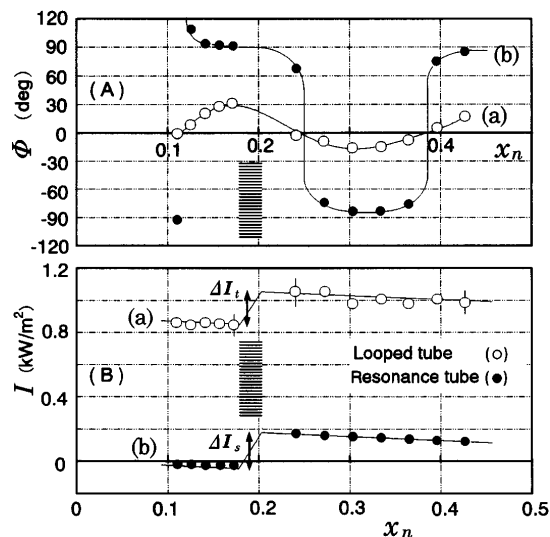 120
90
60
30
0
-30
-60
-90
-120
Φ (deg)
(A)
(b)
(a)
0.1
0.2
0.3
0.4
x_n
1.2
0.8
0.4
0
I (kW/m²)
(B)
(a)
ΔI_t
Looped tube (○)
Resonance tube (●)
(b)
ΔI_s
0
0.1
0.2
0.3
0.4
0.5
x_n